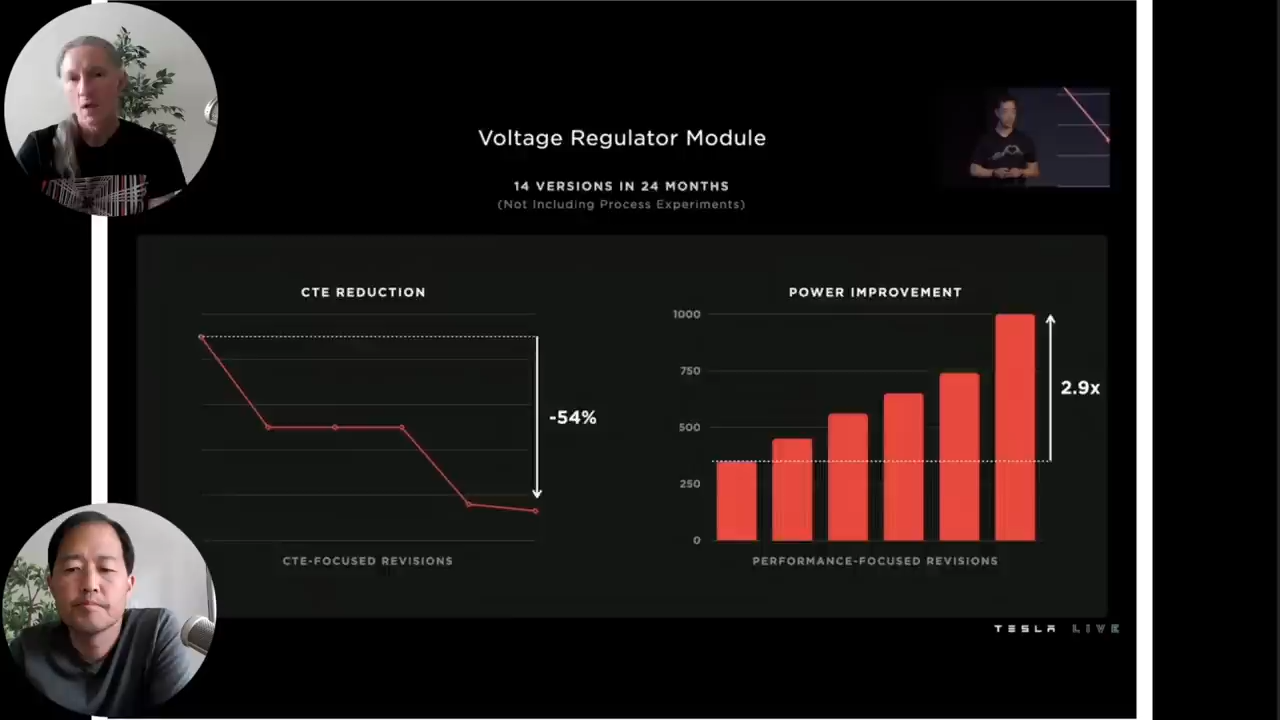 Voltage Regulator Module
14 VERSIONS IN 24 MONTHS
(Not Including Process Experiments)
CTE REDUCTION
-54%
CTE-FOCUSED REVISIONS
POWER IMPROVEMENT
1000
750
500
250
0
2.9x
PERFORMANCE-FOCUSED REVISIONS
TESLA LIVE